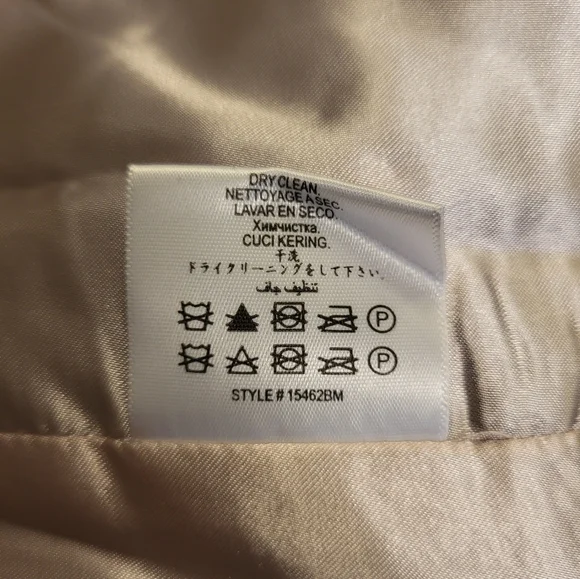 DRY CLEAN.
NETTOYAGE A SEC.
LAVAR EN SECO.
Химчистка.
CUCI KERING.
干洗
ドライクリーニングをして下さい.
تنظيف جاف
P
P
STYLE # 15462BM